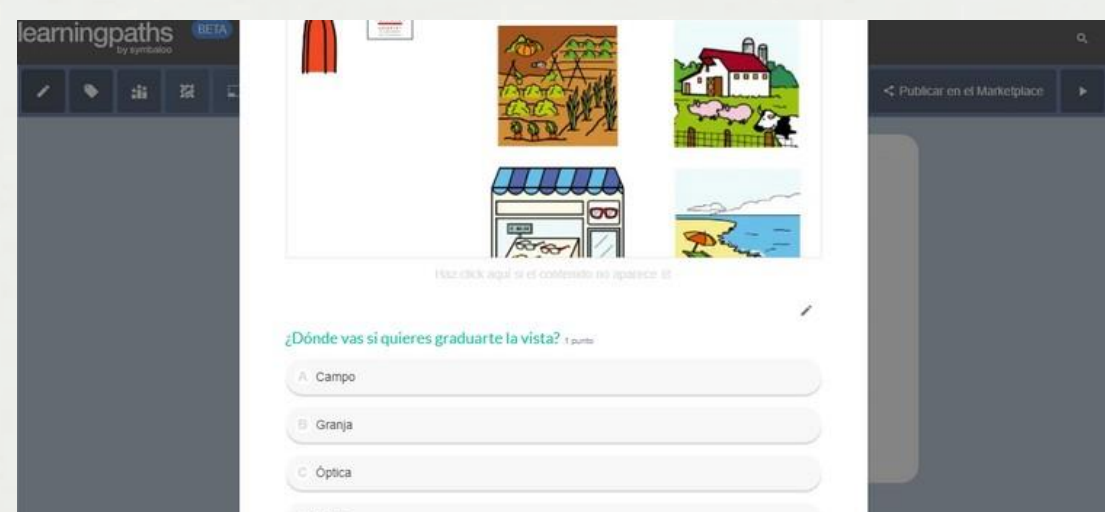 learningpaths BETA
by symbaloo
Publicar en el Marketplace
Haz click aquí si el contenido no aparece
¿Dónde vas si quieres graduarte la vista? 1 punto
A Campo
B Granja
C Óptica